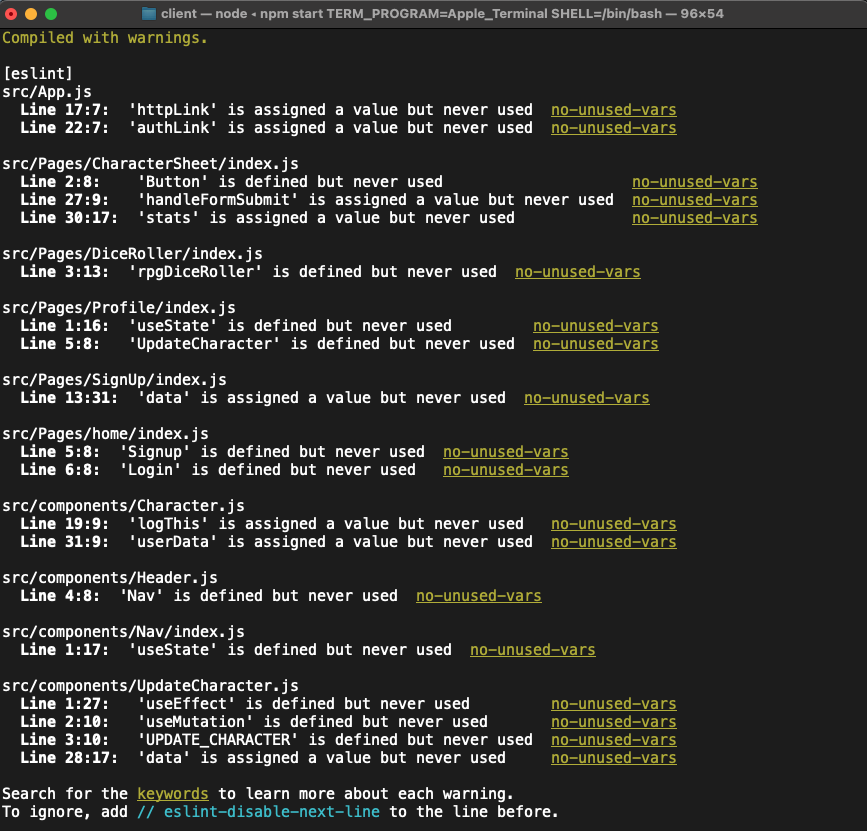 client — node ◂ npm start TERM_PROGRAM=Apple_Terminal SHELL=/bin/bash — 96×54
Compiled with warnings.
[eslint]
src/App.js
Line 17:7: 'httpLink' is assigned a value but never used no-unused-vars
Line 22:7: 'authLink' is assigned a value but never used no-unused-vars
src/Pages/CharacterSheet/index.js
Line 2:8: 'Button' is defined but never used no-unused-vars
Line 27:9: 'handleFormSubmit' is assigned a value but never used no-unused-vars
Line 30:17: 'stats' is assigned a value but never used no-unused-vars
src/Pages/DiceRoller/index.js
Line 3:13: 'rpgDiceRoller' is defined but never used no-unused-vars
src/Pages/Profile/index.js
Line 1:16: 'useState' is defined but never used no-unused-vars
Line 5:8: 'UpdateCharacter' is defined but never used no-unused-vars
src/Pages/SignUp/index.js
Line 13:31: 'data' is assigned a value but never used no-unused-vars
src/Pages/home/index.js
Line 5:8: 'Signup' is defined but never used no-unused-vars
Line 6:8: 'Login' is defined but never used no-unused-vars
src/components/Character.js
Line 19:9: 'logThis' is assigned a value but never used no-unused-vars
Line 31:9: 'userData' is assigned a value but never used no-unused-vars
src/components/Header.js
Line 4:8: 'Nav' is defined but never used no-unused-vars
src/components/Nav/index.js
Line 1:17: 'useState' is defined but never used no-unused-vars
src/components/UpdateCharacter.js
Line 1:27: 'useEffect' is defined but never used no-unused-vars
Line 2:10: 'useMutation' is defined but never used no-unused-vars
Line 3:10: 'UPDATE_CHARACTER' is defined but never used no-unused-vars
Line 28:17: 'data' is assigned a value but never used no-unused-vars
Search for the keywords to learn more about each warning.
To ignore, add // eslint-disable-next-line to the line before.